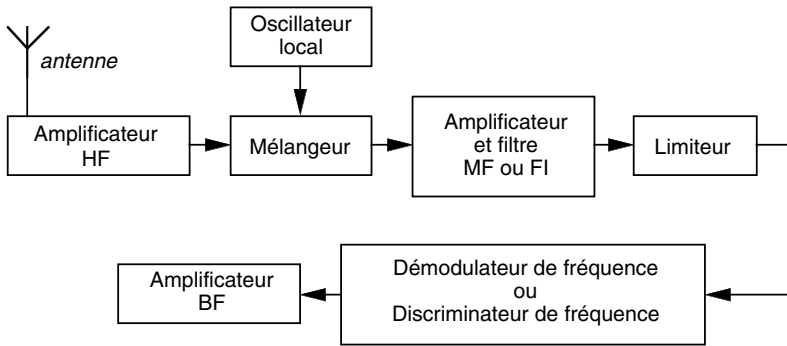 Oscillateur
local
antenne
Amplificateur
HF
Mélangeur
Amplificateur
et filtre
MF ou FI
Limiteur
Amplificateur
BF
Démodulateur de fréquence
ou
Discriminateur de fréquence